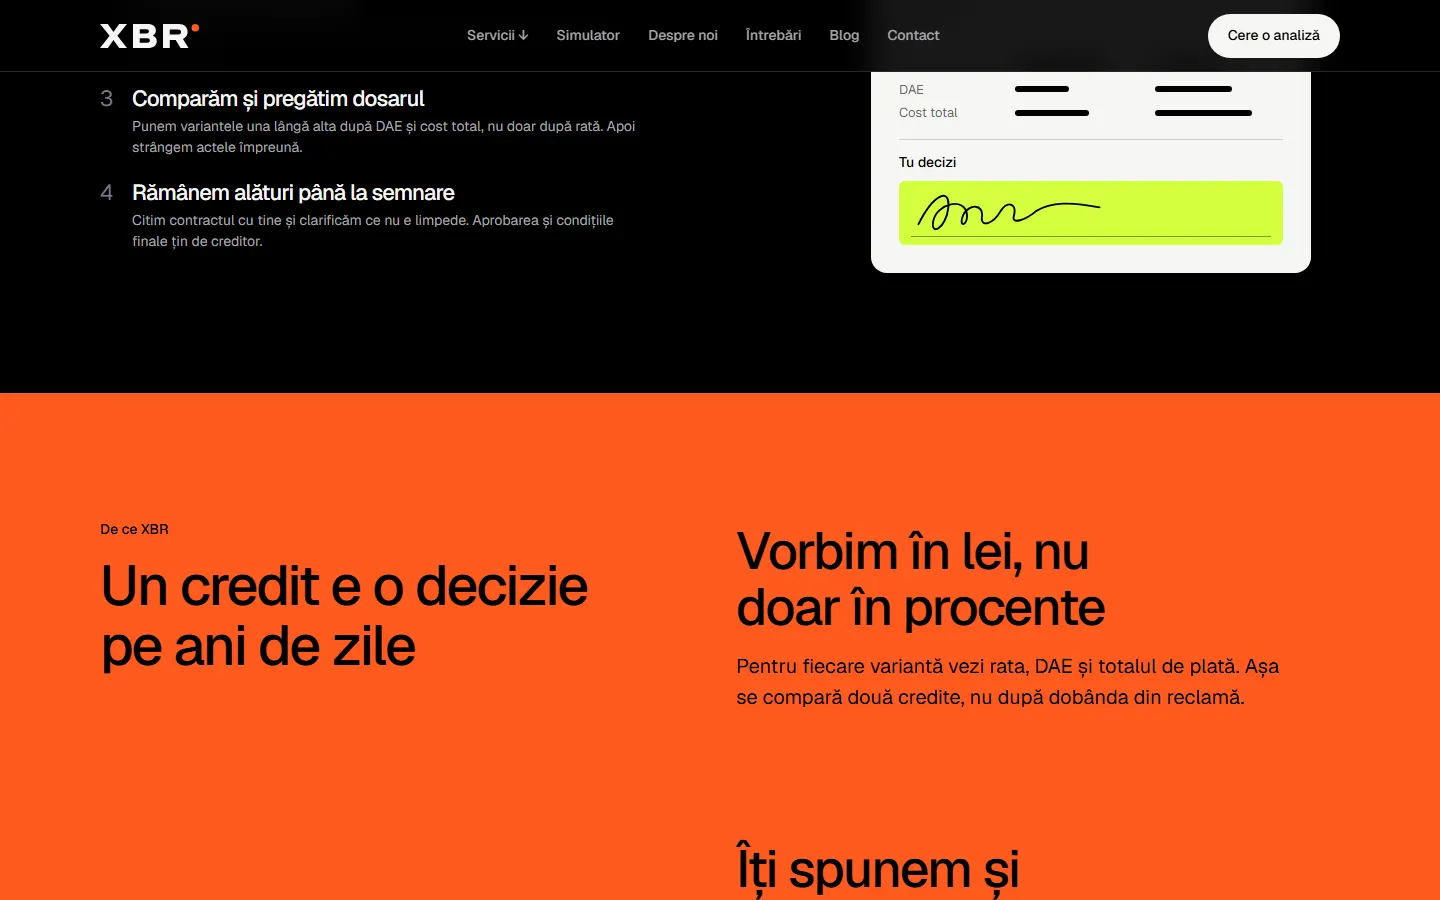 XBR
Servicii ↓
Simulator
Despre noi
Întrebări
Blog
Contact
Cere o analiză
3
Comparăm și pregătim dosarul
Punem variantele una lângă alta după DAE și cost total, nu doar după rată. Apoi
strângem actele împreună.
4
Rămânem alături până la semnare
Citim contractul cu tine și clarificăm ce nu e limpede. Aprobarea și condițiile
finale țin de creditor.
DAE
Cost total
Tu decizi
De ce XBR
Un credit e o decizie
pe ani de zile
Vorbim în lei, nu
doar în procente
Pentru fiecare variantă vezi rata, DAE și totalul de plată. Așa
se compară două credite, nu după dobânda din reclamă.
Îți spunem și